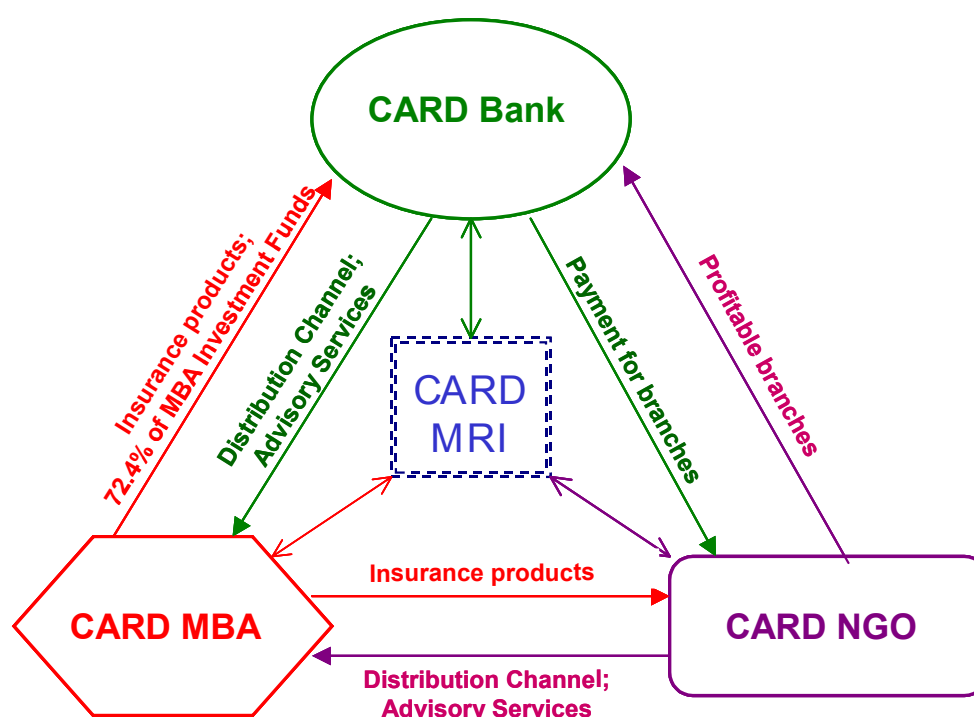 CARD Bank
Insurance products;
72.4% of MBA Investment Funds
Distribution Channel;
Advisory Services
Payment for branches
Profitable branches
CARD
MRI
Insurance products
CARD MBA
CARD NGO
Distribution Channel;
Advisory Services